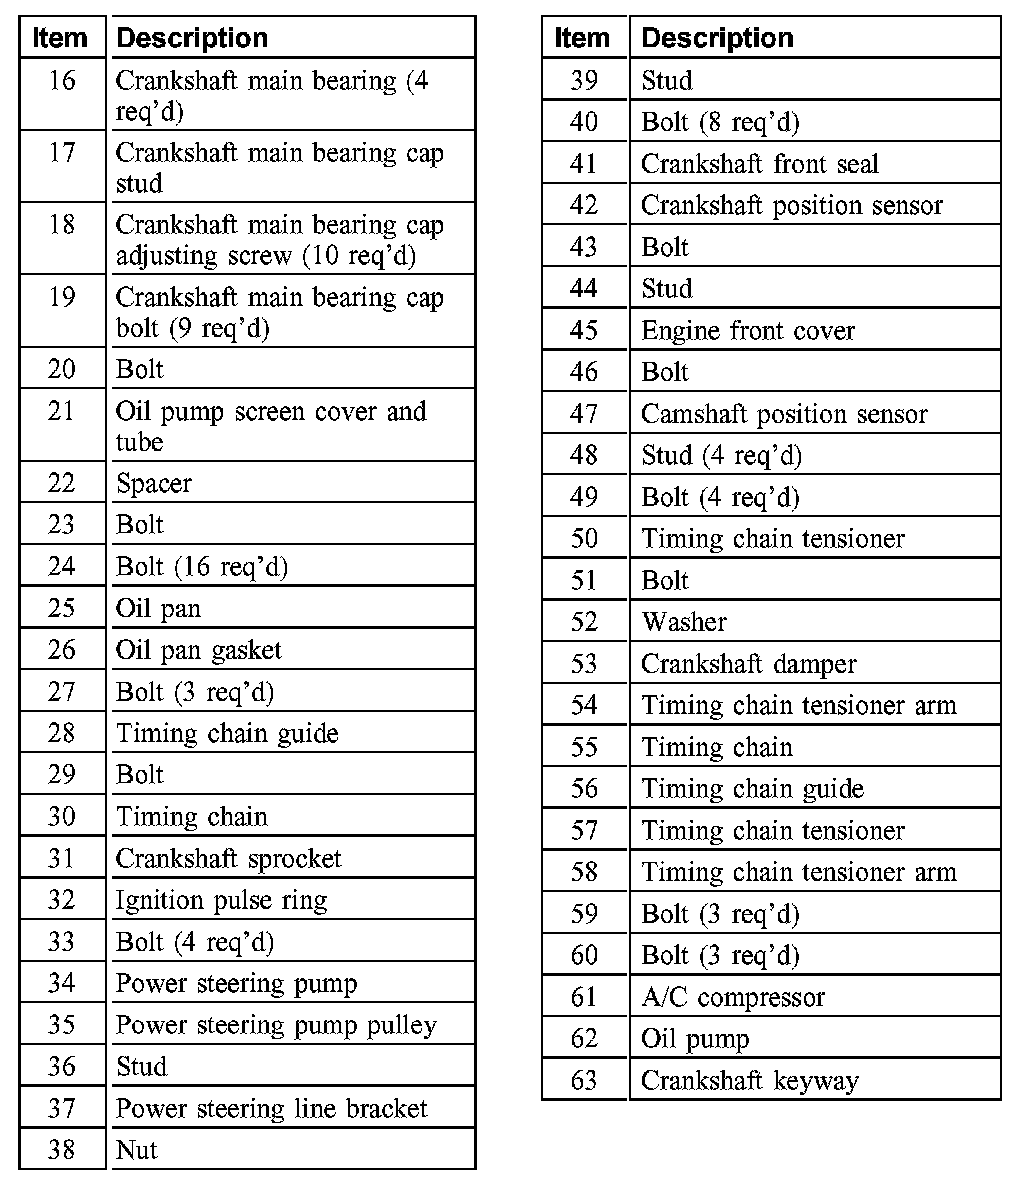 Item Description
16 Crankshaft main bearing (4
req’d)
17 Crankshaft main bearing cap
stud
18 Crankshaft main bearing cap
adjusting screw (10 req’d)
19 Crankshaft main bearing cap
bolt (9 req’d)
20 Bolt
21 Oil pump screen cover and
tube
22 Spacer
23 Bolt
24 Bolt (16 req’d)
25 Oil pan
26 Oil pan gasket
27 Bolt (3 req’d)
28 Timing chain guide
29 Bolt
30 Timing chain
31 Crankshaft sprocket
32 Ignition pulse ring
33 Bolt (4 req’d)
34 Power steering pump
35 Power steering pump pulley
36 Stud
37 Power steering line bracket
38 Nut
Item Description
39 Stud
40 Bolt (8 req’d)
41 Crankshaft front seal
42 Crankshaft position sensor
43 Bolt
44 Stud
45 Engine front cover
46 Bolt
47 Camshaft position sensor
48 Stud (4 req’d)
49 Bolt (4 req’d)
50 Timing chain tensioner
51 Bolt
52 Washer
53 Crankshaft damper
54 Timing chain tensioner arm
55 Timing chain
56 Timing chain guide
57 Timing chain tensioner
58 Timing chain tensioner arm
59 Bolt (3 req’d)
60 Bolt (3 req’d)
61 A/C compressor
62 Oil pump
63 Crankshaft keyway